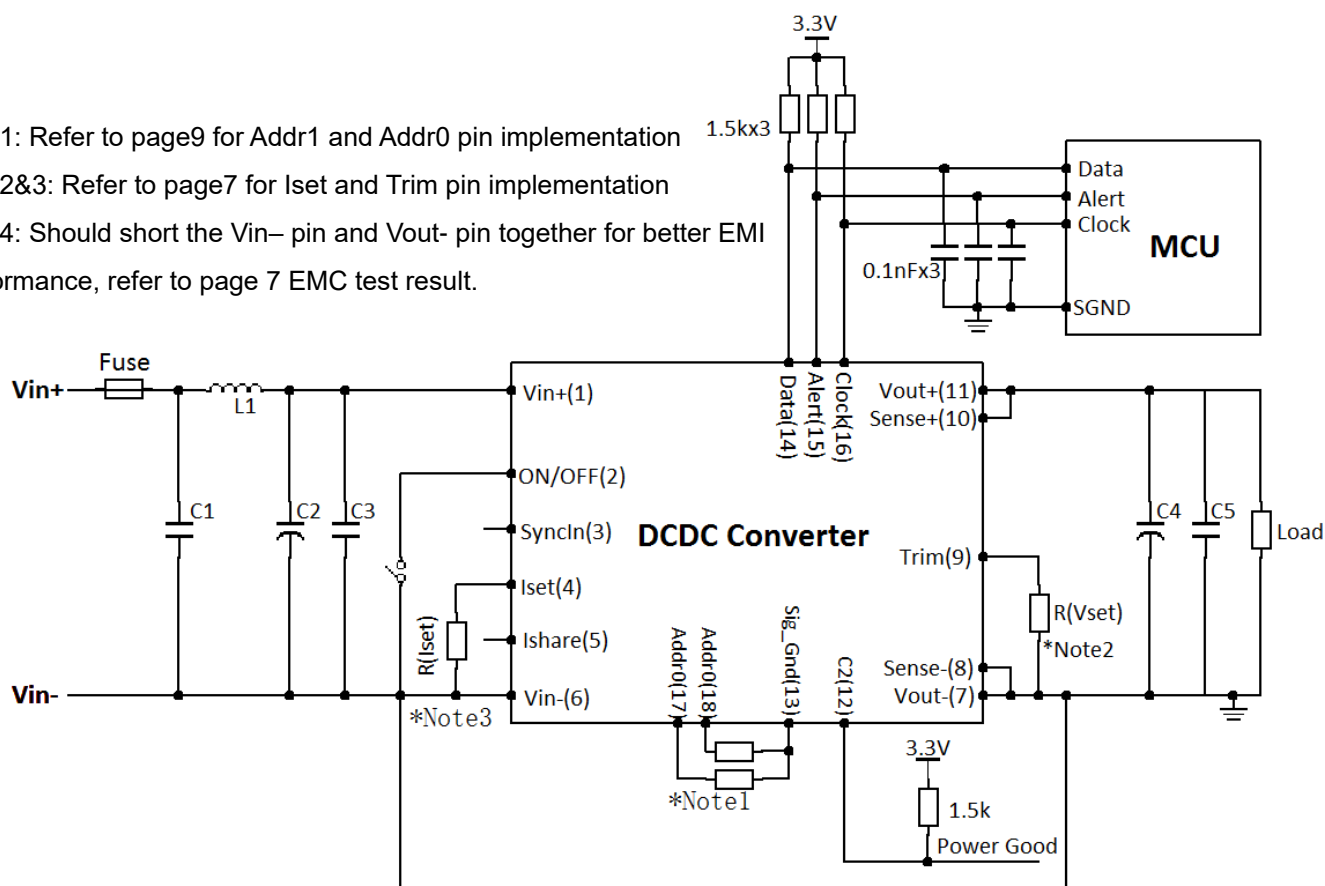 3.3V
1: Refer to page9 for Addr1 and Addr0 pin implementation
1.5kx3
2&3: Refer to page7 for Iset and Trim pin implementation
4: Should short the Vin– pin and Vout- pin together for better EMI
ormance, refer to page 7 EMC test result.
Data
Alert
Clock
MCU
0.1nFx3
SGND
Fuse
Vin+
L1
Vin+(1)
Data(14)
Alert(15)
Clock(16)
Vout+(11)
Sense+(10)
ON/OFF(2)
C1
C2
C3
SyncIn(3)
DCDC Converter
C4
C5
Load
Trim(9)
Iset(4)
R(Iset)
Ishare(5)
R(Vset)
*Note2
Addr0(17)
Addr0(18)
Sig_Gnd(13)
C2(12)
Sense-(8)
Vin-
Vin-(6)
Vout-(7)
*Note3
3.3V
*Note1
1.5k
Power Good